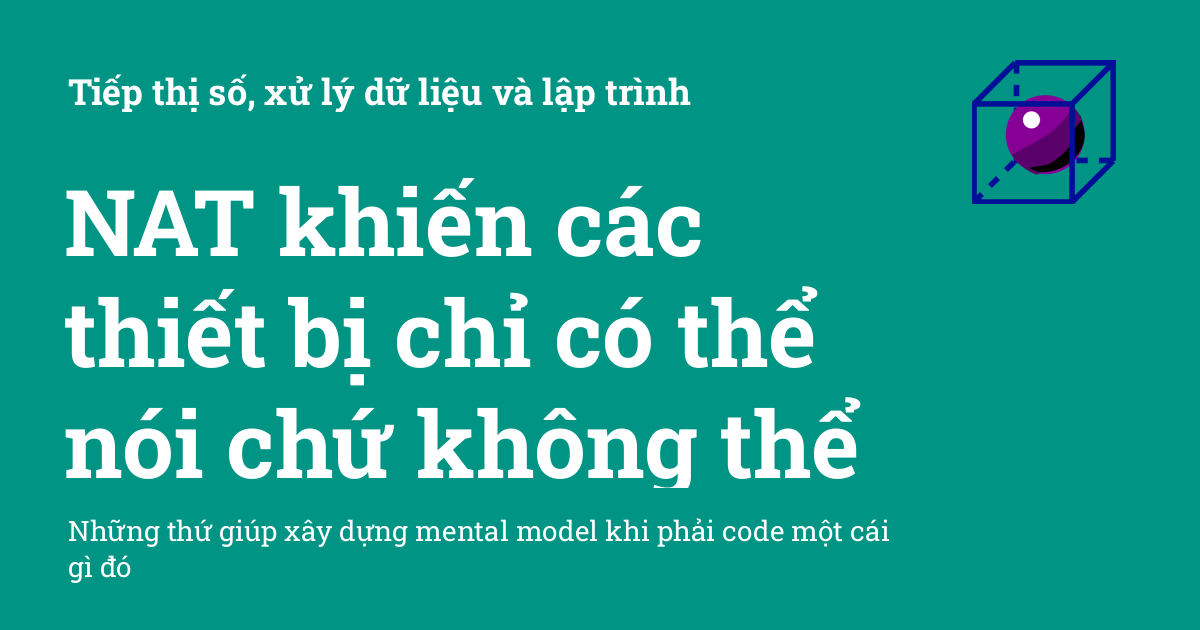 Tiếp thị số, xử lý dữ liệu và lập trình
NAT khiến các
thiết bị chỉ có thể
nói chứ không thể
Những thứ giúp xây dựng mental model khi phải code một cái
gì đó